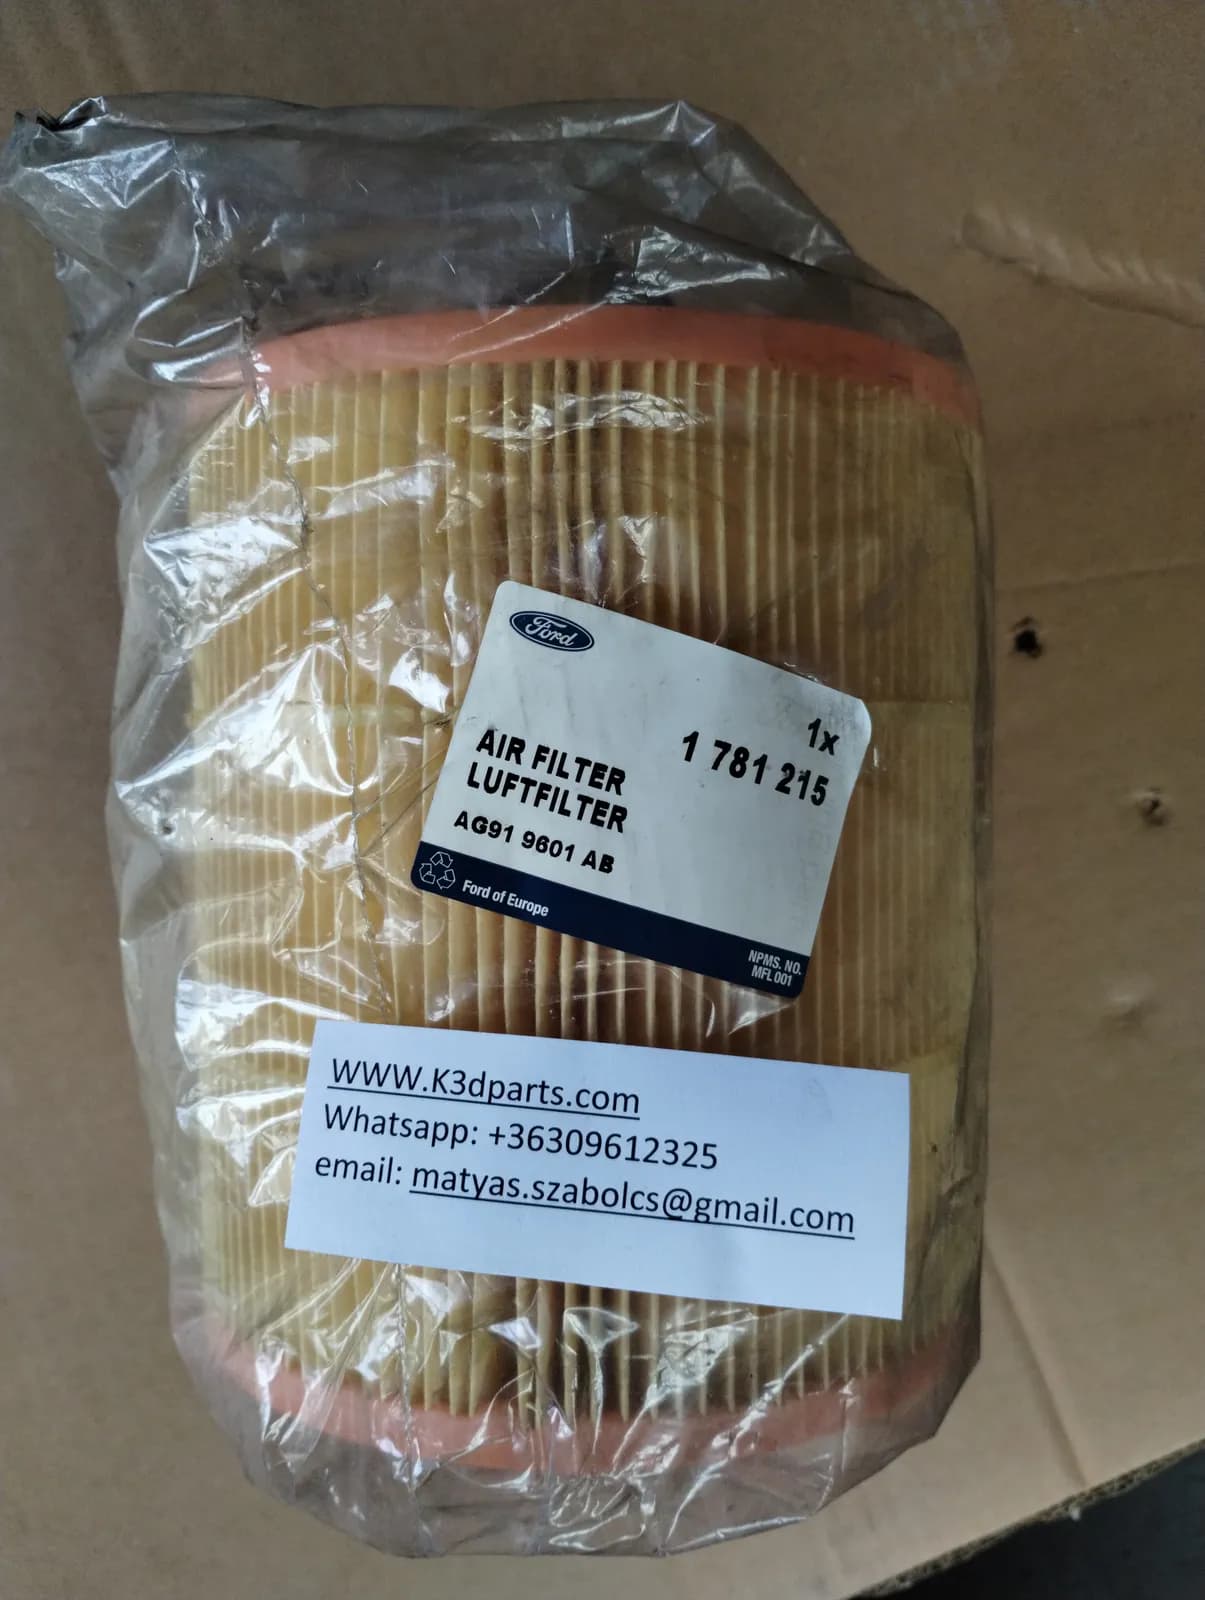 Ford
1x
1 781 215
AIR FILTER
LUFTFILTER
AG91 9601 AB
Ford of Europe
NPMS. NO.
MFL 001
WWW.K3dparts.com
Whatsapp: +36309612325
email: matyas.szabolcs@gmail.com